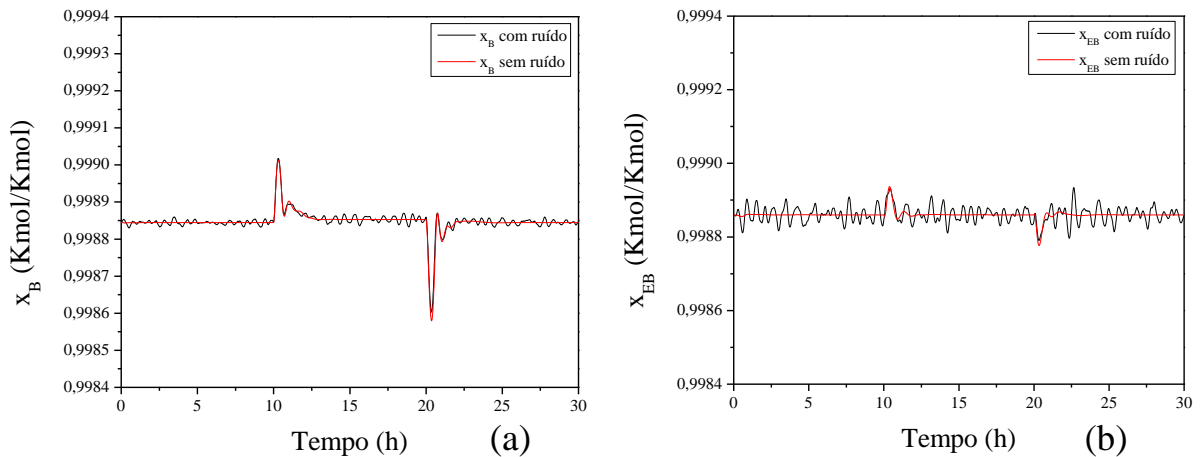 x_B (Kmol/Kmol)
0,9994
0,9993
0,9992
0,9991
0,9990
0,9989
0,9988
0,9987
0,9986
0,9985
0,9984
x_B com ruído
x_B sem ruído
0 5 10 15 20 25 30
Tempo (h)
(a)
x_EB (Kmol/Kmol)
0,9994
0,9992
0,9990
0,9988
0,9986
0,9984
x_EB com ruído
x_EB sem ruído
0 5 10 15 20 25 30
Tempo (h)
(b)